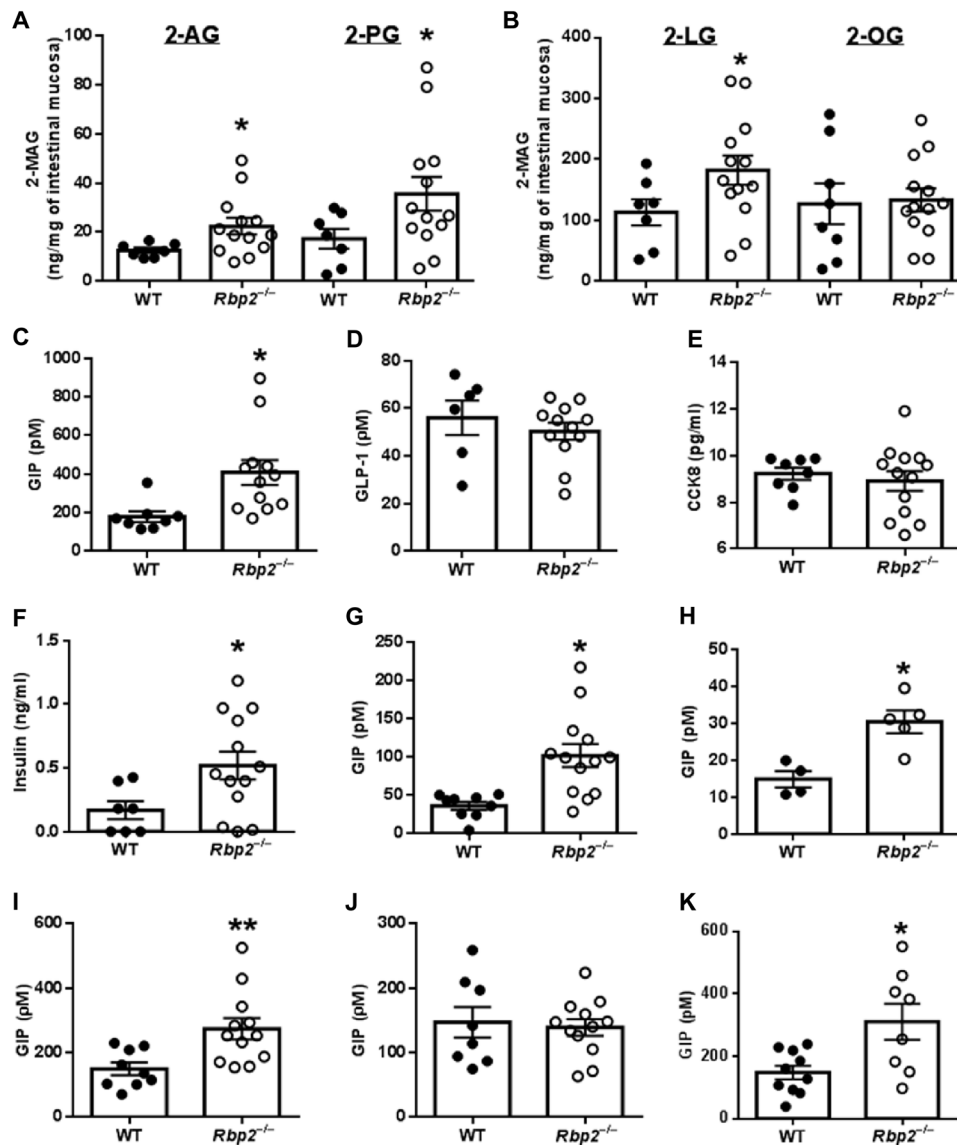 A
2-AG 2-PG
2-MAG
(ng/mg of intestinal mucosa)
100
80
60
40
20
0
* *
WT Rbp2−/− WT Rbp2−/−
B
2-LG 2-OG
2-MAG
(ng/mg of intestinal mucosa)
400
300
200
100
0
*
WT Rbp2−/− WT Rbp2−/−
C
GIP (pM)
1000
800
600
400
200
0
*
WT Rbp2−/−
D
GLP-1 (pM)
80
60
40
20
0
WT Rbp2−/−
E
CCK8 (pg/ml)
14
12
10
8
6
WT Rbp2−/−
F
Insulin (ng/ml)
1.5
1.0
0.5
0.0
*
WT Rbp2−/−
G
GIP (pM)
250
200
150
100
50
0
*
WT Rbp2−/−
H
GIP (pM)
50
40
30
20
10
0
*
WT Rbp2−/−
I
GIP (pM)
600
400
200
0
**
WT Rbp2−/−
J
GIP (pM)
300
200
100
0
WT Rbp2−/−
K
GIP (pM)
600
400
200
0
*
WT Rbp2−/−